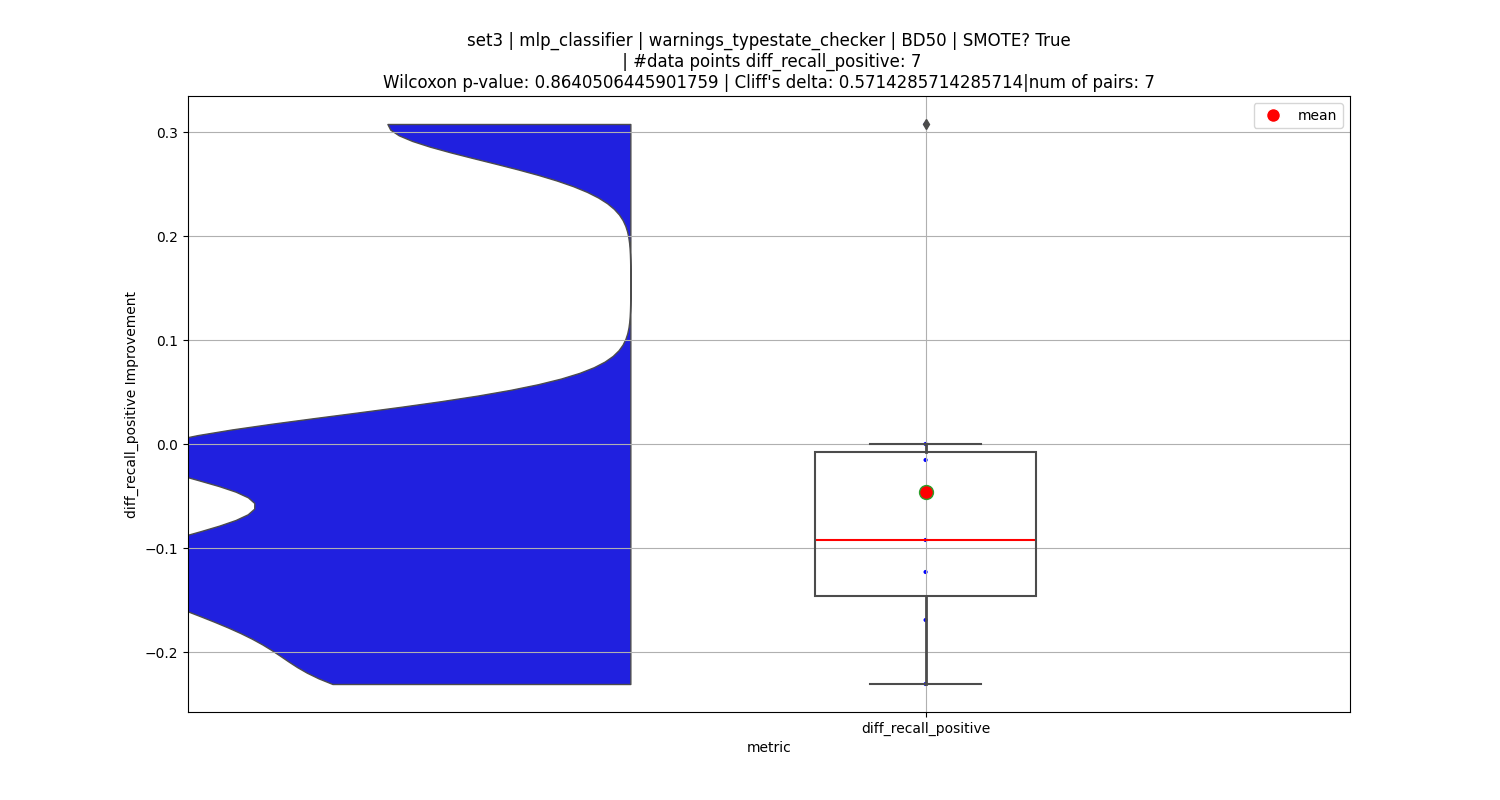 set3 | mlp_classifier | warnings_typestate_checker | BD50 | SMOTE? True
| #data points diff_recall_positive: 7
Wilcoxon p-value: 0.8640506445901759 | Cliff's delta: 0.5714285714285714|num of pairs: 7
mean
0.3
0.2
0.1
0.0
−0.1
−0.2
diff_recall_positive Improvement
diff_recall_positive
metric